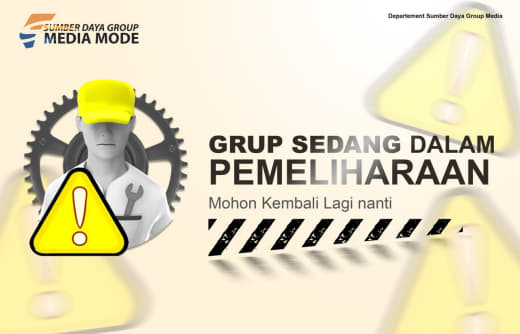 SUMBER DAYA GROUP
MEDIA MODE
Departement Sumber Daya Group Media
GRUP SEDANG DALAM
PEMELIHARAAN
Mohon Kembali Lagi nanti